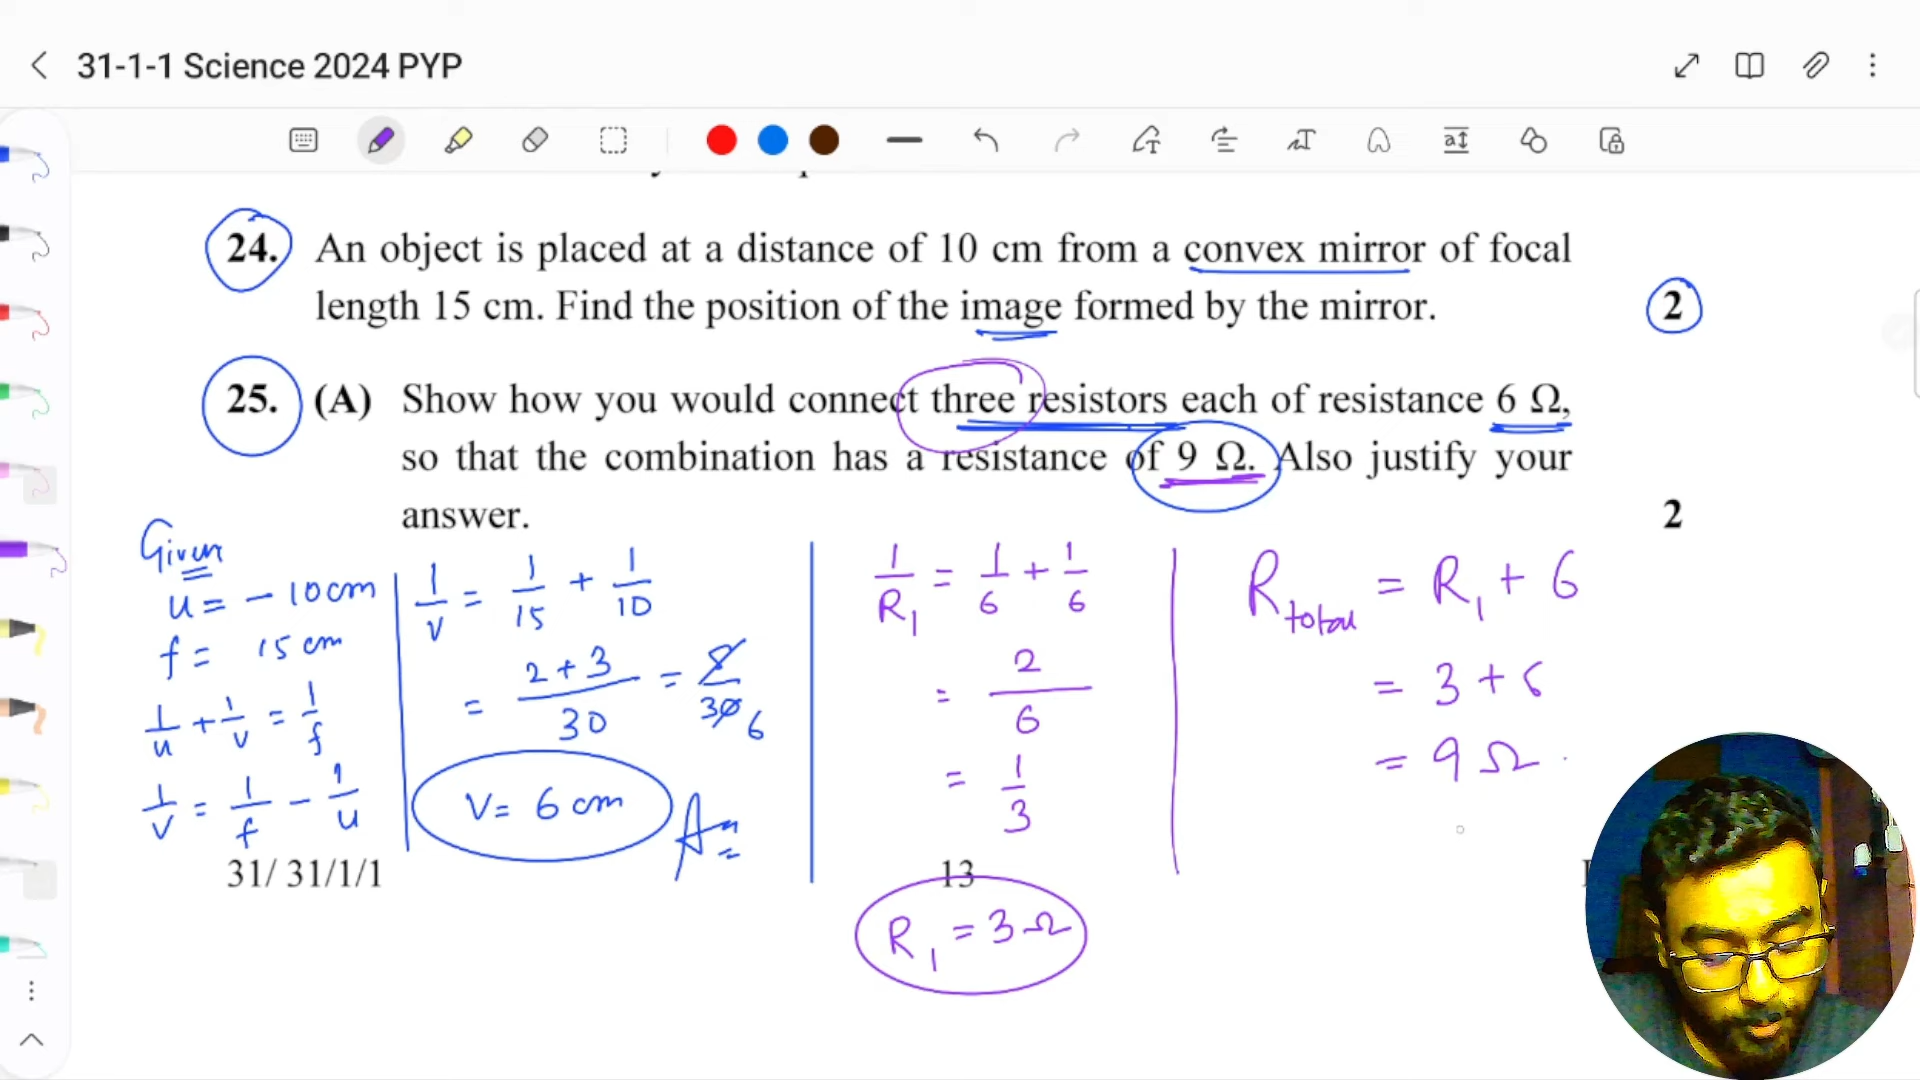 31-1-1 Science 2024 PYP
24. An object is placed at a distance of 10 cm from a convex mirror of focal
length 15 cm. Find the position of the image formed by the mirror. 2
25. (A) Show how you would connect three resistors each of resistance 6 Ω,
so that the combination has a resistance of 9 Ω. Also justify your
answer. 2
Given
u = - 10 cm
f = 15 cm
1/u + 1/v = 1/f
1/v = 1/f - 1/u
1/v = 1/15 + 1/10
= 2+3/30 = 5/30 6
V = 6 cm
Ans
1/R1 = 1/6 + 1/6
= 2/6
= 1/3
R1 = 3Ω
Rtotal = R1 + 6
= 3 + 6
= 9 Ω
31/ 31/1/1 13